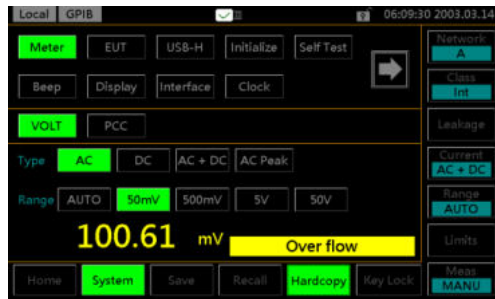 Local GPIB 06:09:30 2003.03.14
Meter EUT USB-H Initialize Self Test
Beep Display Interface Clock
VOLT PCC
Type AC DC AC + DC AC Peak
Range AUTO 50mV 500mV 5V 50V
100.61 mV Over flow
Home System Save Recall Hardcopy Key Lock
Network
A
Class
Int
Leakage
Current
AC + DC
Range
AUTO
Limits
Meas
MANU